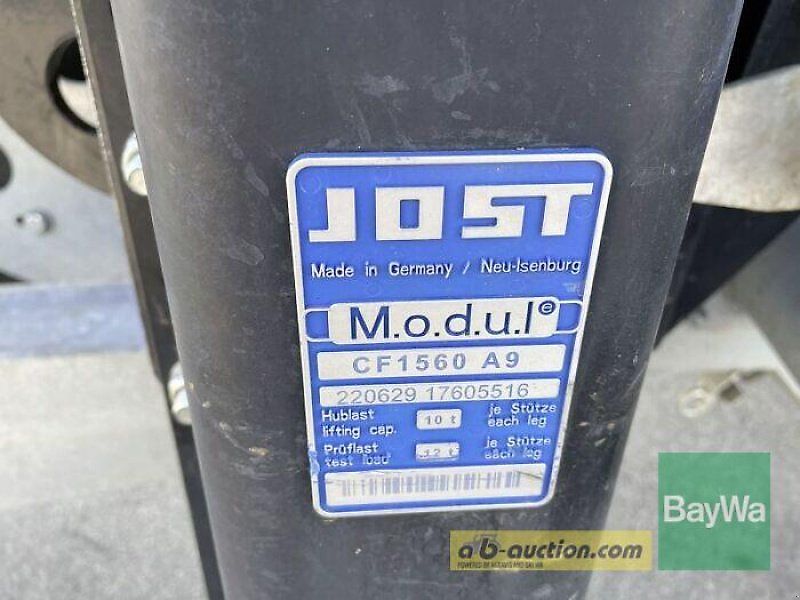 JOST
Made in Germany / Neu-Isenburg
M.o.d.u.l®
CF1560 A9
220629 17605516
Hublast 10 t je Stütze
lifting cap. each leg
Prüflast 12 t je Stütze
test load each leg
BayWa
ab-auction.com